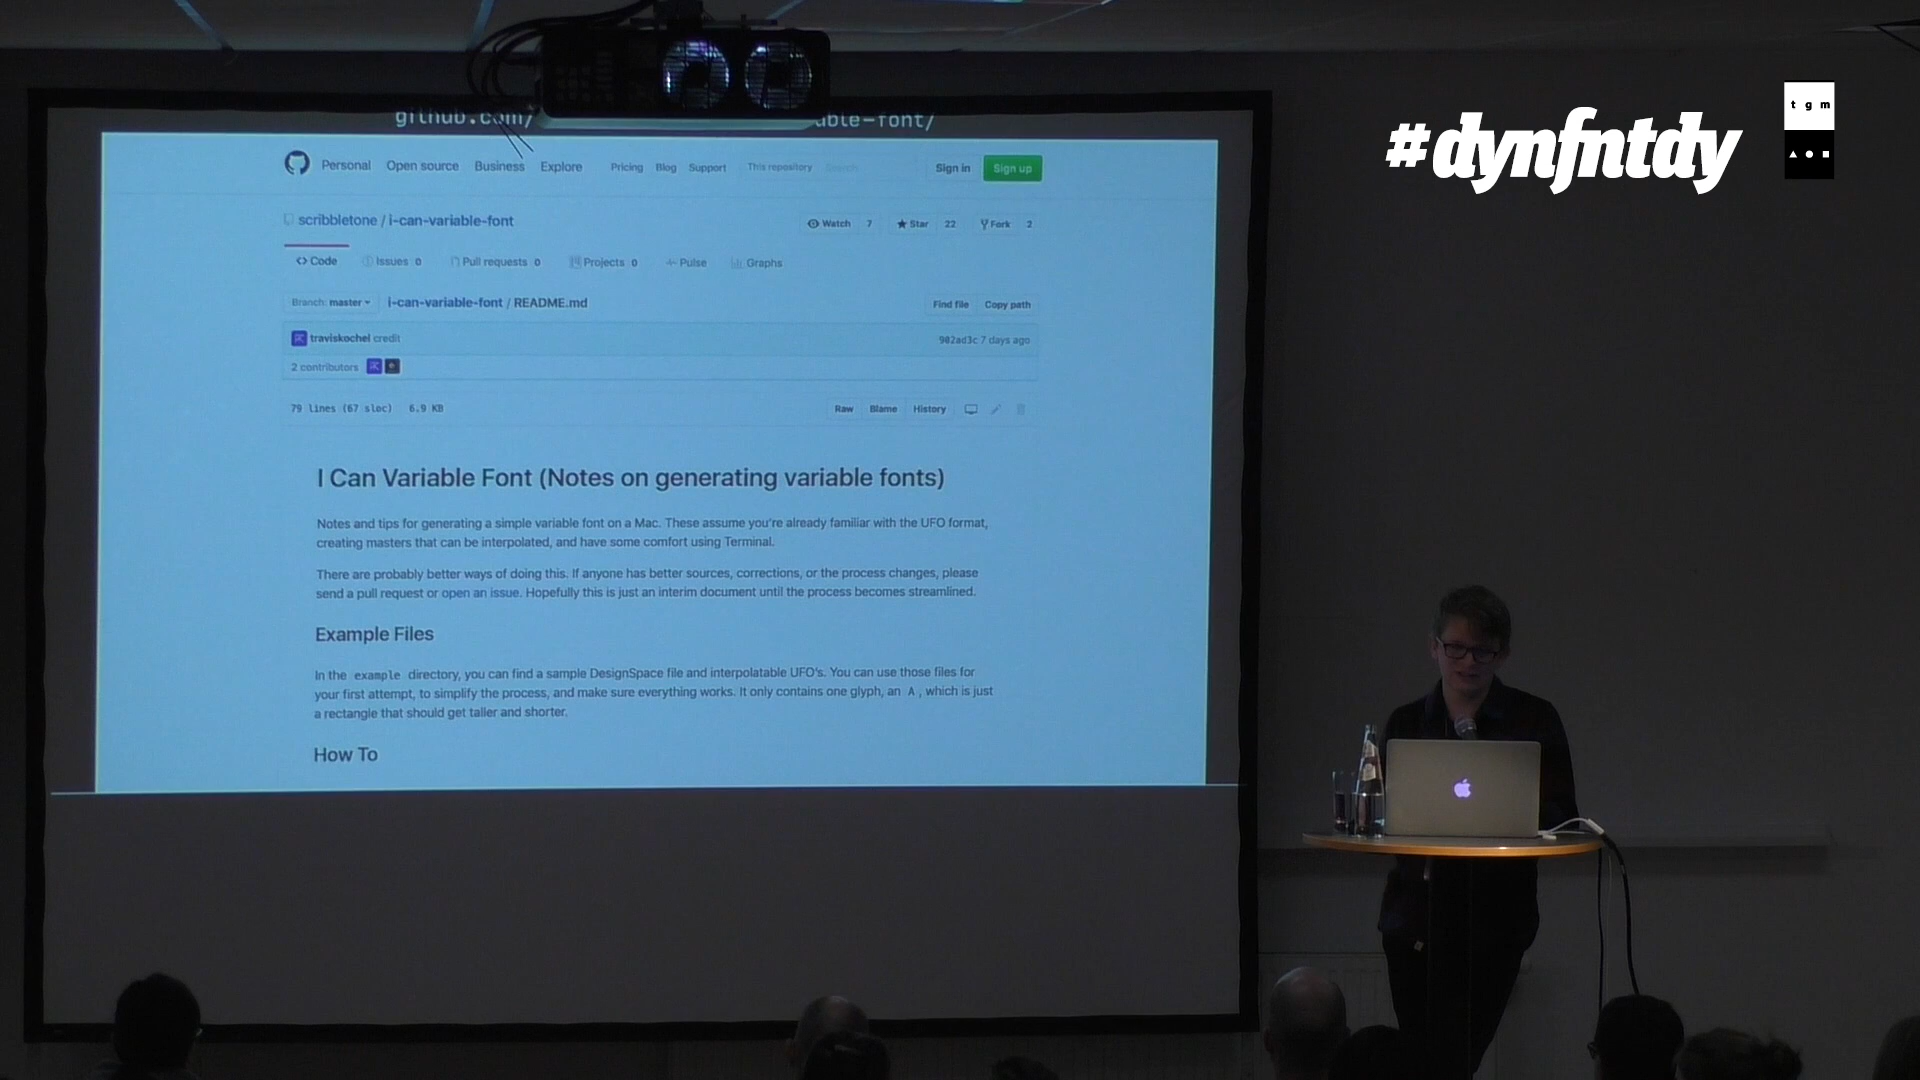 github.com/ able-font/
#dynfntdy
t g m
Personal Open source Business Explore Pricing Blog Support This repository Search Sign in Sign up
scribbletone / i-can-variable-font
Watch 7 Star 22 Fork 2
<> Code Issues 0 Pull requests 0 Projects 0 Pulse Graphs
Branch: master i-can-variable-font / README.md
Find file Copy path
traviskochel credit
902ad3c 7 days ago
2 contributors
79 lines (67 sloc) 6.9 KB
Raw Blame History
I Can Variable Font (Notes on generating variable fonts)
Notes and tips for generating a simple variable font on a Mac. These assume you're already familiar with the UFO format,
creating masters that can be interpolated, and have some comfort using Terminal.
There are probably better ways of doing this. If anyone has better sources, corrections, or the process changes, please
send a pull request or open an issue. Hopefully this is just an interim document until the process becomes streamlined.
Example Files
In the example directory, you can find a sample DesignSpace file and interpolatable UFO's. You can use those files for
your first attempt, to simplify the process, and make sure everything works. It only contains one glyph, an A , which is just
a rectangle that should get taller and shorter.
How To